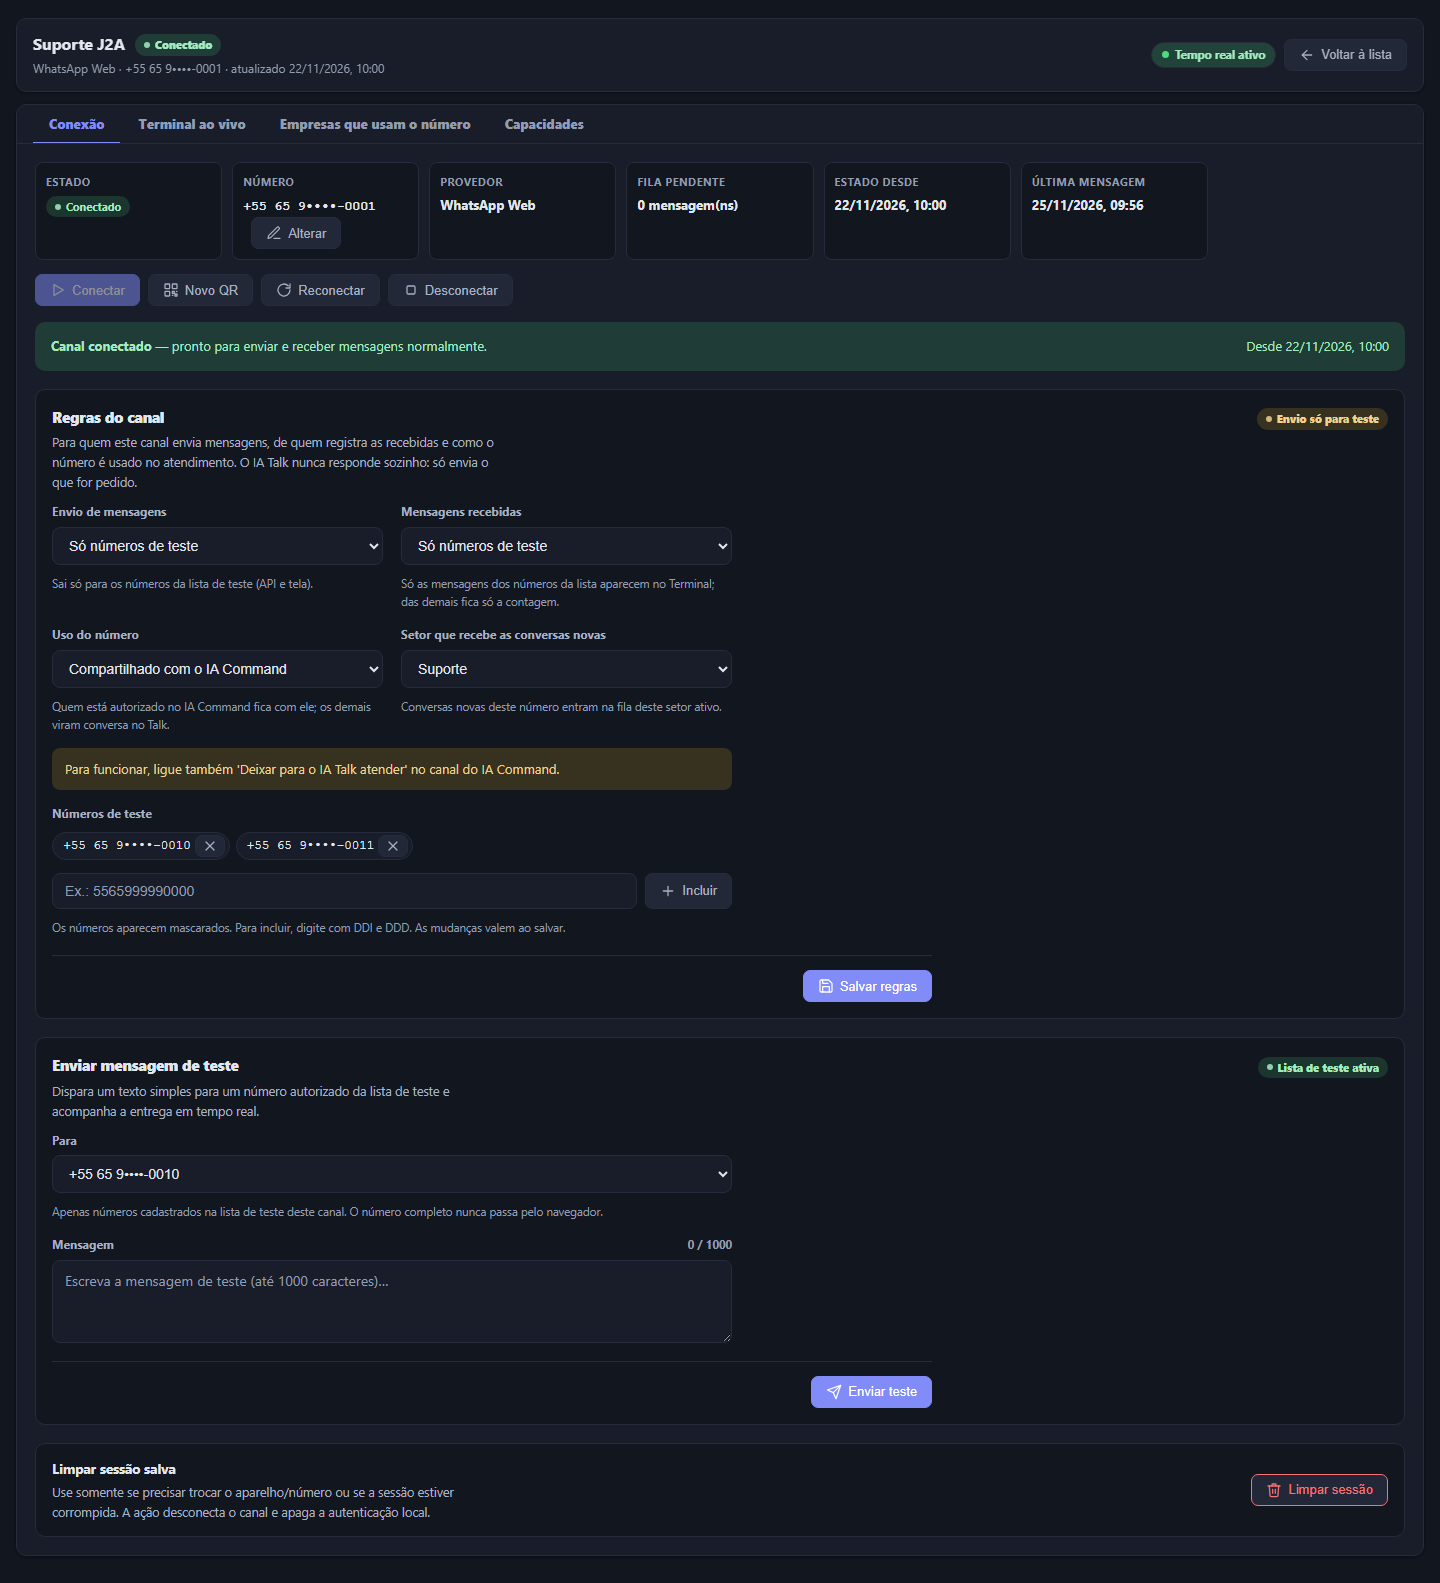 Suporte J2A
Conectado
WhatsApp Web · +55 65 9••••-0001 · atualizado 22/11/2026, 10:00
Tempo real ativo
Voltar à lista
Conexão
Terminal ao vivo
Empresas que usam o número
Capacidades
ESTADO
Conectado
NÚMERO
+55 65 9••••-0001
Alterar
PROVEDOR
WhatsApp Web
FILA PENDENTE
0 mensagem(ns)
ESTADO DESDE
22/11/2026, 10:00
ÚLTIMA MENSAGEM
25/11/2026, 09:56
Conectar
Novo QR
Reconectar
Desconectar
Canal conectado — pronto para enviar e receber mensagens normalmente.
Desde 22/11/2026, 10:00
Regras do canal
Envio só para teste
Para quem este canal envia mensagens, de quem registra as recebidas e como o
número é usado no atendimento. O IA Talk nunca responde sozinho: só envia o
que for pedido.
Envio de mensagens
Só números de teste
Sai só para os números da lista de teste (API e tela).
Mensagens recebidas
Só números de teste
Só as mensagens dos números da lista aparecem no Terminal;
das demais fica só a contagem.
Uso do número
Compartilhado com o IA Command
Quem está autorizado no IA Command fica com ele; os demais
viram conversa no Talk.
Setor que recebe as conversas novas
Suporte
Conversas novas deste número entram na fila deste setor ativo.
Para funcionar, ligue também 'Deixar para o IA Talk atender' no canal do IA Command.
Números de teste
+55 65 9••••-0010
+55 65 9••••-0011
Ex.: 5565999990000
Incluir
Os números aparecem mascarados. Para incluir, digite com DDI e DDD. As mudanças valem ao salvar.
Salvar regras
Enviar mensagem de teste
Lista de teste ativa
Dispara um texto simples para um número autorizado da lista de teste e
acompanha a entrega em tempo real.
Para
+55 65 9••••-0010
Apenas números cadastrados na lista de teste deste canal. O número completo nunca passa pelo navegador.
Mensagem
0 / 1000
Escreva a mensagem de teste (até 1000 caracteres)...
Enviar teste
Limpar sessão salva
Use somente se precisar trocar o aparelho/número ou se a sessão estiver
corrompida. A ação desconecta o canal e apaga a autenticação local.
Limpar sessão